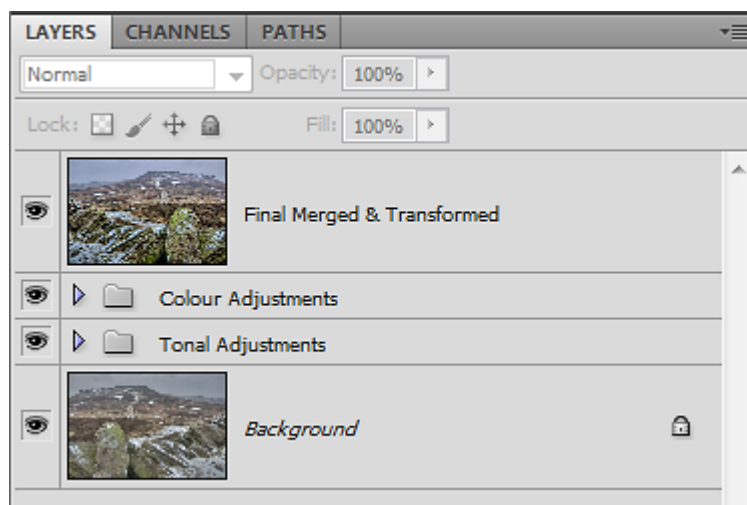 LAYERS CHANNELS PATHS
Normal Opacity: 100%
Lock: Fill: 100%
Final Merged & Transformed
Colour Adjustments
Tonal Adjustments
Background